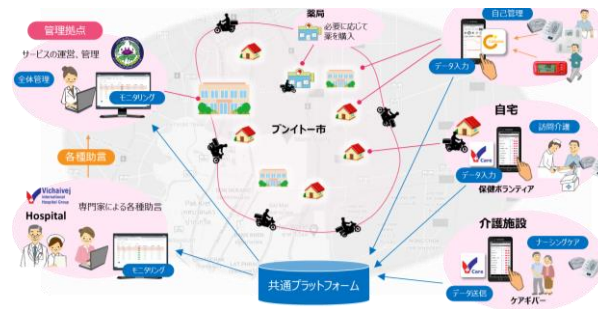 管理拠点
サービスの運営、管理
全体管理
モニタリング
各種助言
Vichaivej
International
Hospital Group
Hospital
専門家による各種助言
モニタリング
薬局
必要に応じて
薬を購入
ブンイトー市
共通プラットフォーム
自己管理
データ入力
自宅
Care
訪問介護
データ入力
保健ボランティア
介護施設
Care
ナーシングケア
データ送信
ケアギバー